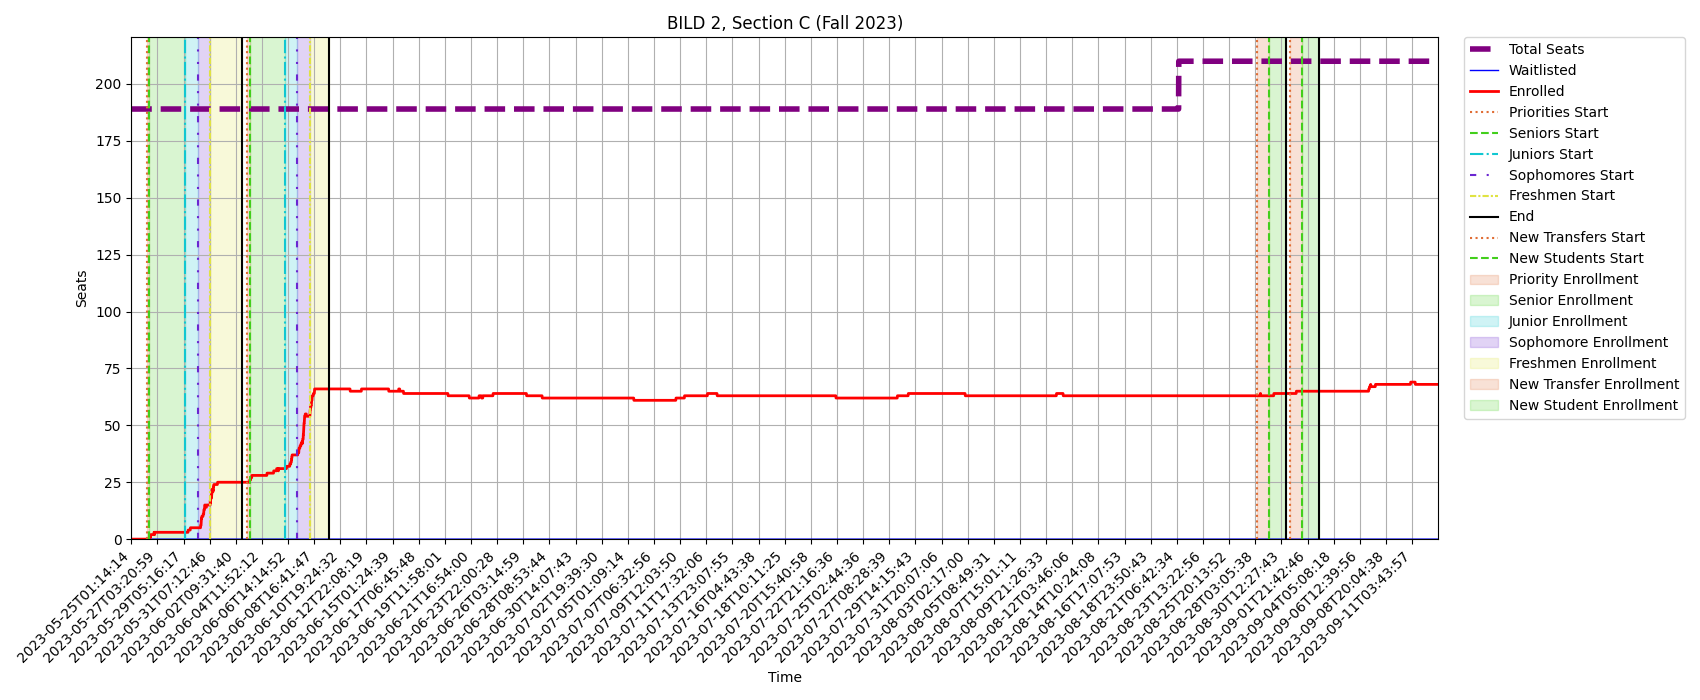 BILD 2, Section C (Fall 2023)
Seats
200
175
150
125
100
75
50
25
0
2023-05-25T01:14:14
2023-05-27T03:20:59
2023-05-29T05:16:17
2023-05-31T07:12:46
2023-06-02T09:31:40
2023-06-04T11:52:12
2023-06-06T14:14:52
2023-06-08T16:41:47
2023-06-10T19:24:32
2023-06-12T22:08:19
2023-06-15T01:24:39
2023-06-17T06:45:48
2023-06-19T11:58:01
2023-06-21T16:54:00
2023-06-23T22:00:28
2023-06-26T03:14:59
2023-06-28T08:53:44
2023-06-30T14:07:43
2023-07-02T19:39:30
2023-07-05T01:09:14
2023-07-07T06:32:56
2023-07-09T12:03:50
2023-07-11T17:32:06
2023-07-13T23:07:55
2023-07-16T04:43:38
2023-07-18T10:11:25
2023-07-20T15:40:58
2023-07-22T21:16:36
2023-07-25T02:44:36
2023-07-27T08:28:39
2023-07-29T14:15:43
2023-07-31T20:07:06
2023-08-03T02:17:00
2023-08-05T08:49:31
2023-08-07T15:01:11
2023-08-09T21:26:33
2023-08-12T03:46:06
2023-08-14T10:24:08
2023-08-16T17:07:53
2023-08-18T23:50:43
2023-08-21T06:42:34
2023-08-23T13:22:56
2023-08-25T20:13:52
2023-08-28T03:05:38
2023-08-30T12:27:43
2023-09-01T21:42:46
2023-09-04T05:08:18
2023-09-06T12:39:56
2023-09-08T20:04:38
2023-09-11T03:43:57
Time
Total Seats
Waitlisted
Enrolled
Priorities Start
Seniors Start
Juniors Start
Sophomores Start
Freshmen Start
End
New Transfers Start
New Students Start
Priority Enrollment
Senior Enrollment
Junior Enrollment
Sophomore Enrollment
Freshmen Enrollment
New Transfer Enrollment
New Student Enrollment